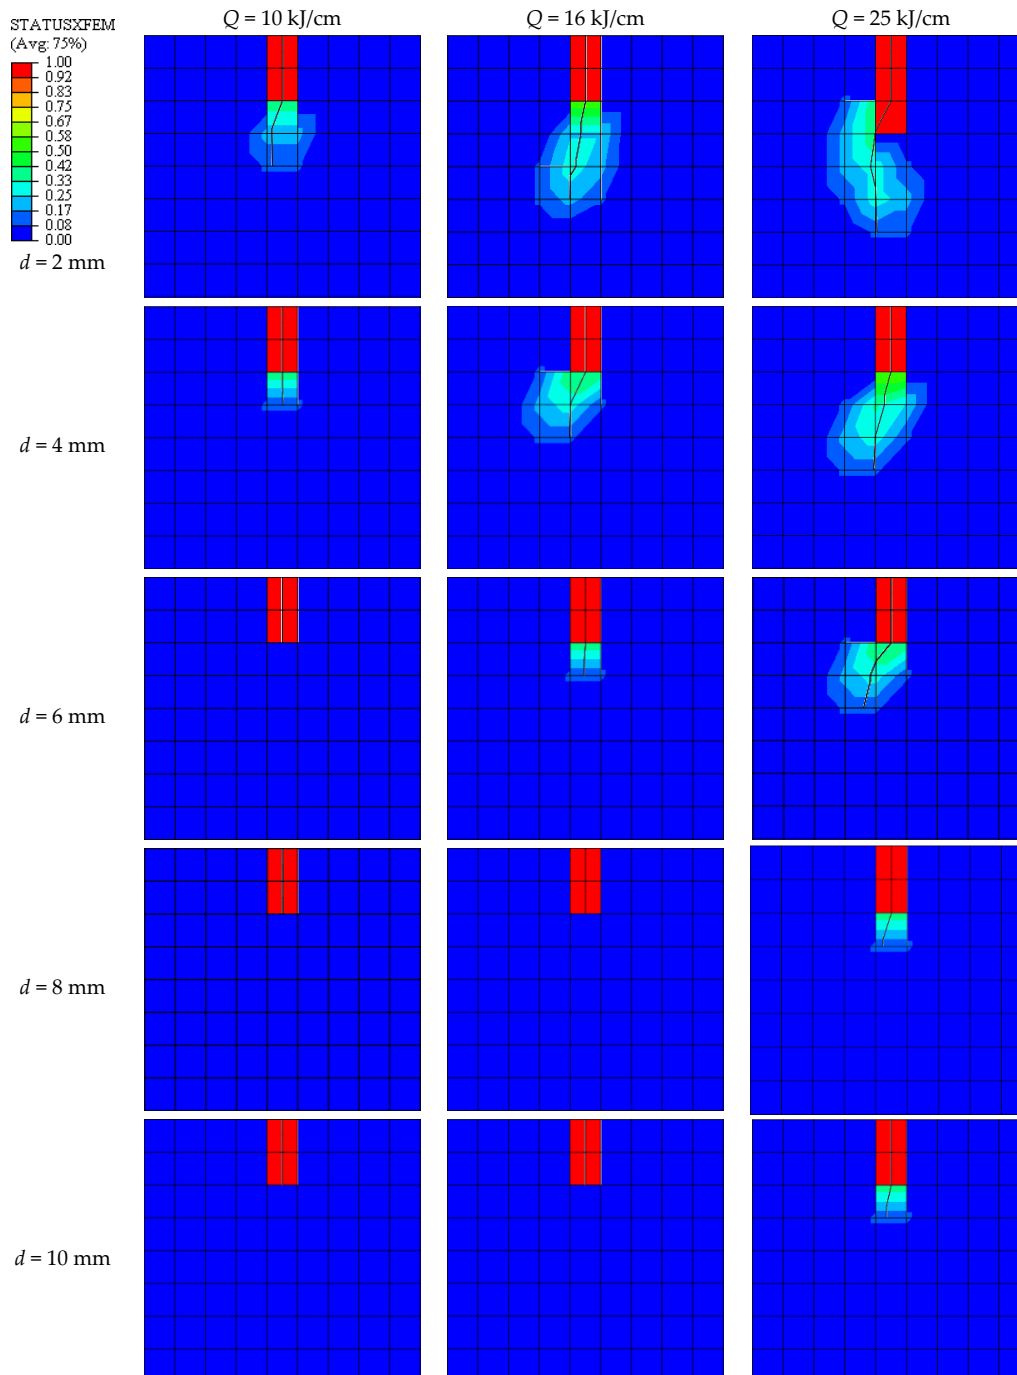 Q = 10 kJ/cm
Q = 16 kJ/cm
Q = 25 kJ/cm
STATUSXFEM
(Avg: 75%)
1.00
0.92
0.83
0.75
0.67
0.58
0.50
0.42
0.33
0.25
0.17
0.08
0.00
d = 2 mm
d = 4 mm
d = 6 mm
d = 8 mm
d = 10 mm